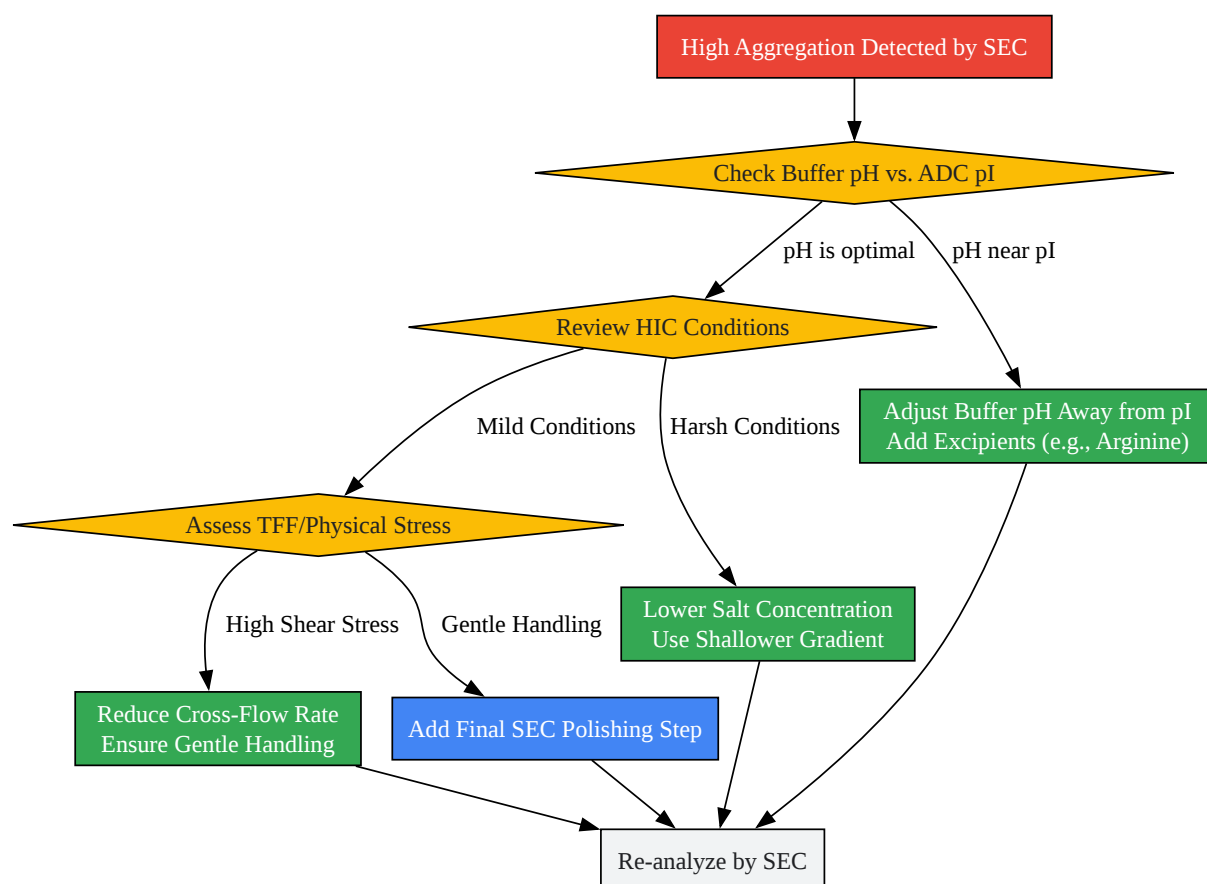 High Aggregation Detected by SEC
Check Buffer pH vs. ADC pI
pH is optimal
pH near pI
Review HIC Conditions
Adjust Buffer pH Away from pI
Add Excipients (e.g., Arginine)
Mild Conditions
Harsh Conditions
Assess TFF/Physical Stress
Lower Salt Concentration
Use Shallower Gradient
High Shear Stress
Gentle Handling
Reduce Cross-Flow Rate
Ensure Gentle Handling
Add Final SEC Polishing Step
Re-analyze by SEC